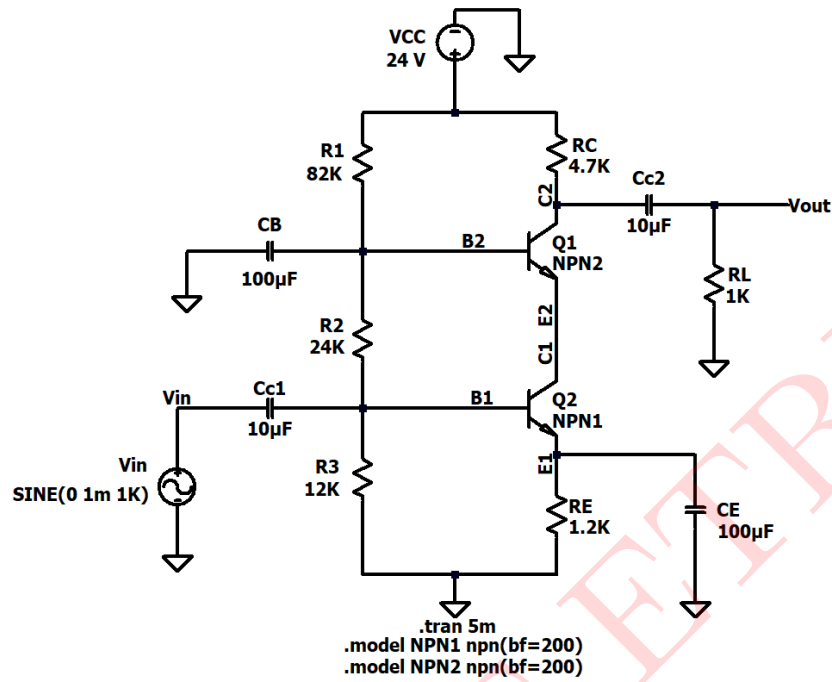 VCC
24 V
R1
82K
RC
4.7K
C2
Cc2
10µF
Vout
CB
100µF
B2
Q1
NPN2
RL
1K
E2
R2
24K
C1
Vin
Cc1
10µF
B1
Q2
NPN1
Vin
SINE(0 1m 1K)
R3
12K
E1
RE
1.2K
CE
100µF
.tran 5m
.model NPN1 npn(bf=200)
.model NPN2 npn(bf=200)